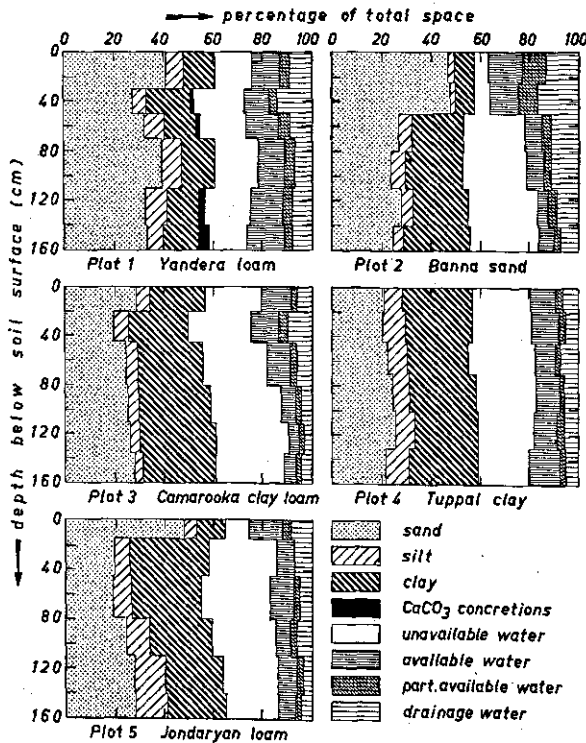 percentage of total space
0 20 40 60 80 100 0 20 40 60 80 100
0
40
80
120
160
Plot 1 Yandera loam
Plot 2 Banna sand
0
40
80
120
160
Plot 3 Camarooka clay loam
Plot 4 Tuppal clay
0
40
80
120
160
Plot 5 Jondaryan loam
depth below soil surface (cm)
sand
silt
clay
CaCO3 concretions
unavailable water
available water
part. available water
drainage water